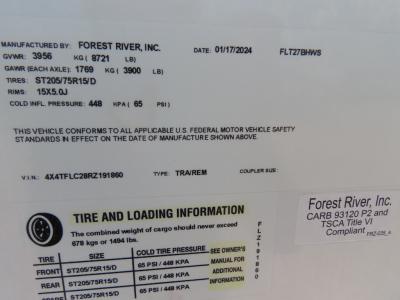 MANUFACTURED BY: FOREST RIVER, INC. DATE: 01/17/2024 FLT27BHWS
GVWR: 3956 KG ( 8721 LB)
GAWR (EACH AXLE): 1769 KG ( 3900 LB)
TIRES: ST205/75R15/D
RIMS: 15X5.0J
COLD INFL. PRESSURE: 448 KPA ( 65 PSI )
THIS VEHICLE CONFORMS TO ALL APPLICABLE U.S. FEDERAL MOTOR VEHICLE SAFETY
STANDARDS IN EFFECT ON THE DATE OF MANUFACTURE SHOWN ABOVE.
V.I.N.: 4X4TFLC28RZ191860 TYPE: TRA/REM COUPLER SIZE:
TIRE AND LOADING INFORMATION
The combined weight of cargo should never exceed
678 kgs or 1494 lbs.
TIRE SIZE COLD TIRE PRESSURE
FRONT ST205/75R15/D 65 PSI / 448 KPA
REAR ST205/75R15/D 65 PSI / 448 KPA
ST205/75R15/D 65 PSI / 448 KPA
SEE OWNER'S
MANUAL FOR
ADDITIONAL
INFORMATION
Forest River, Inc.
CARB 93120 P2 and
TSCA Title VI
Compliant